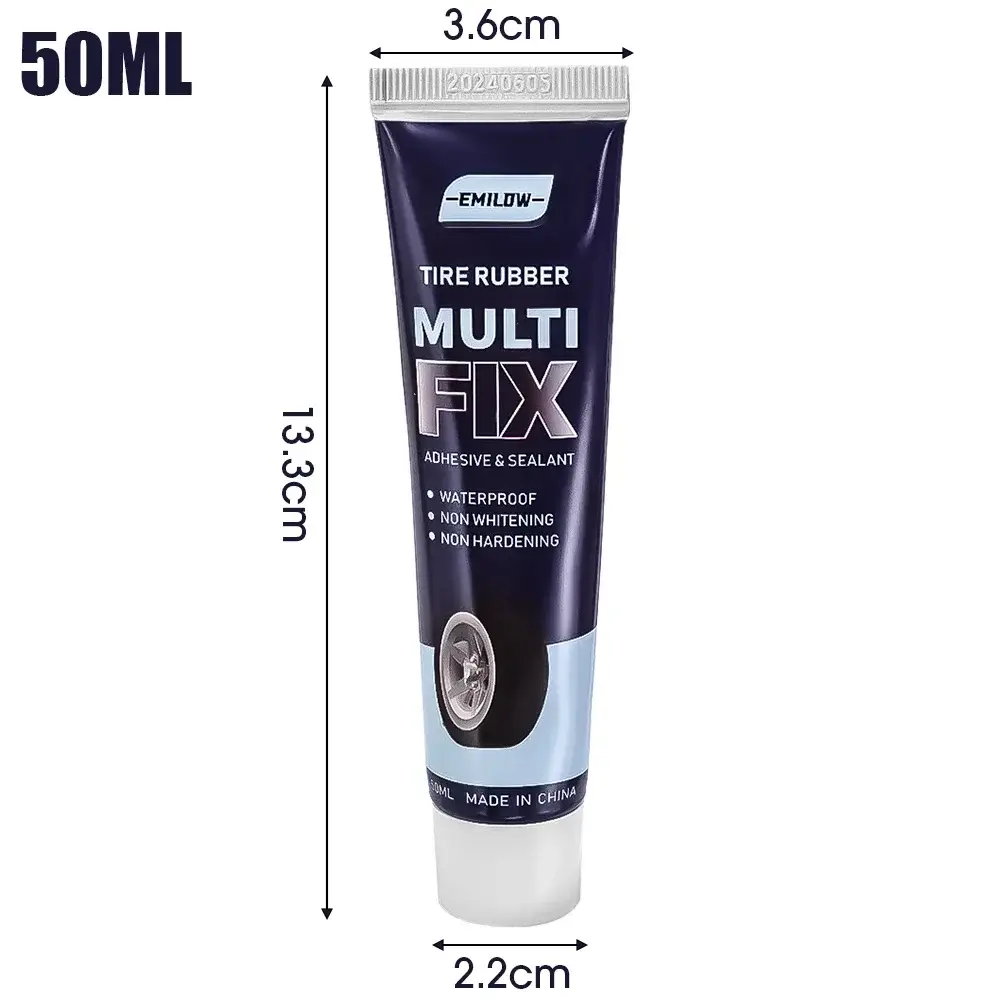 50ML
3.6cm
20240605
-EMILOW-
TIRE RUBBER
MULTI
FIX
ADHESIVE & SEALANT
• WATERPROOF
• NON WHITENING
• NON HARDENING
13.3cm
50ML MADE IN CHINA
2.2cm